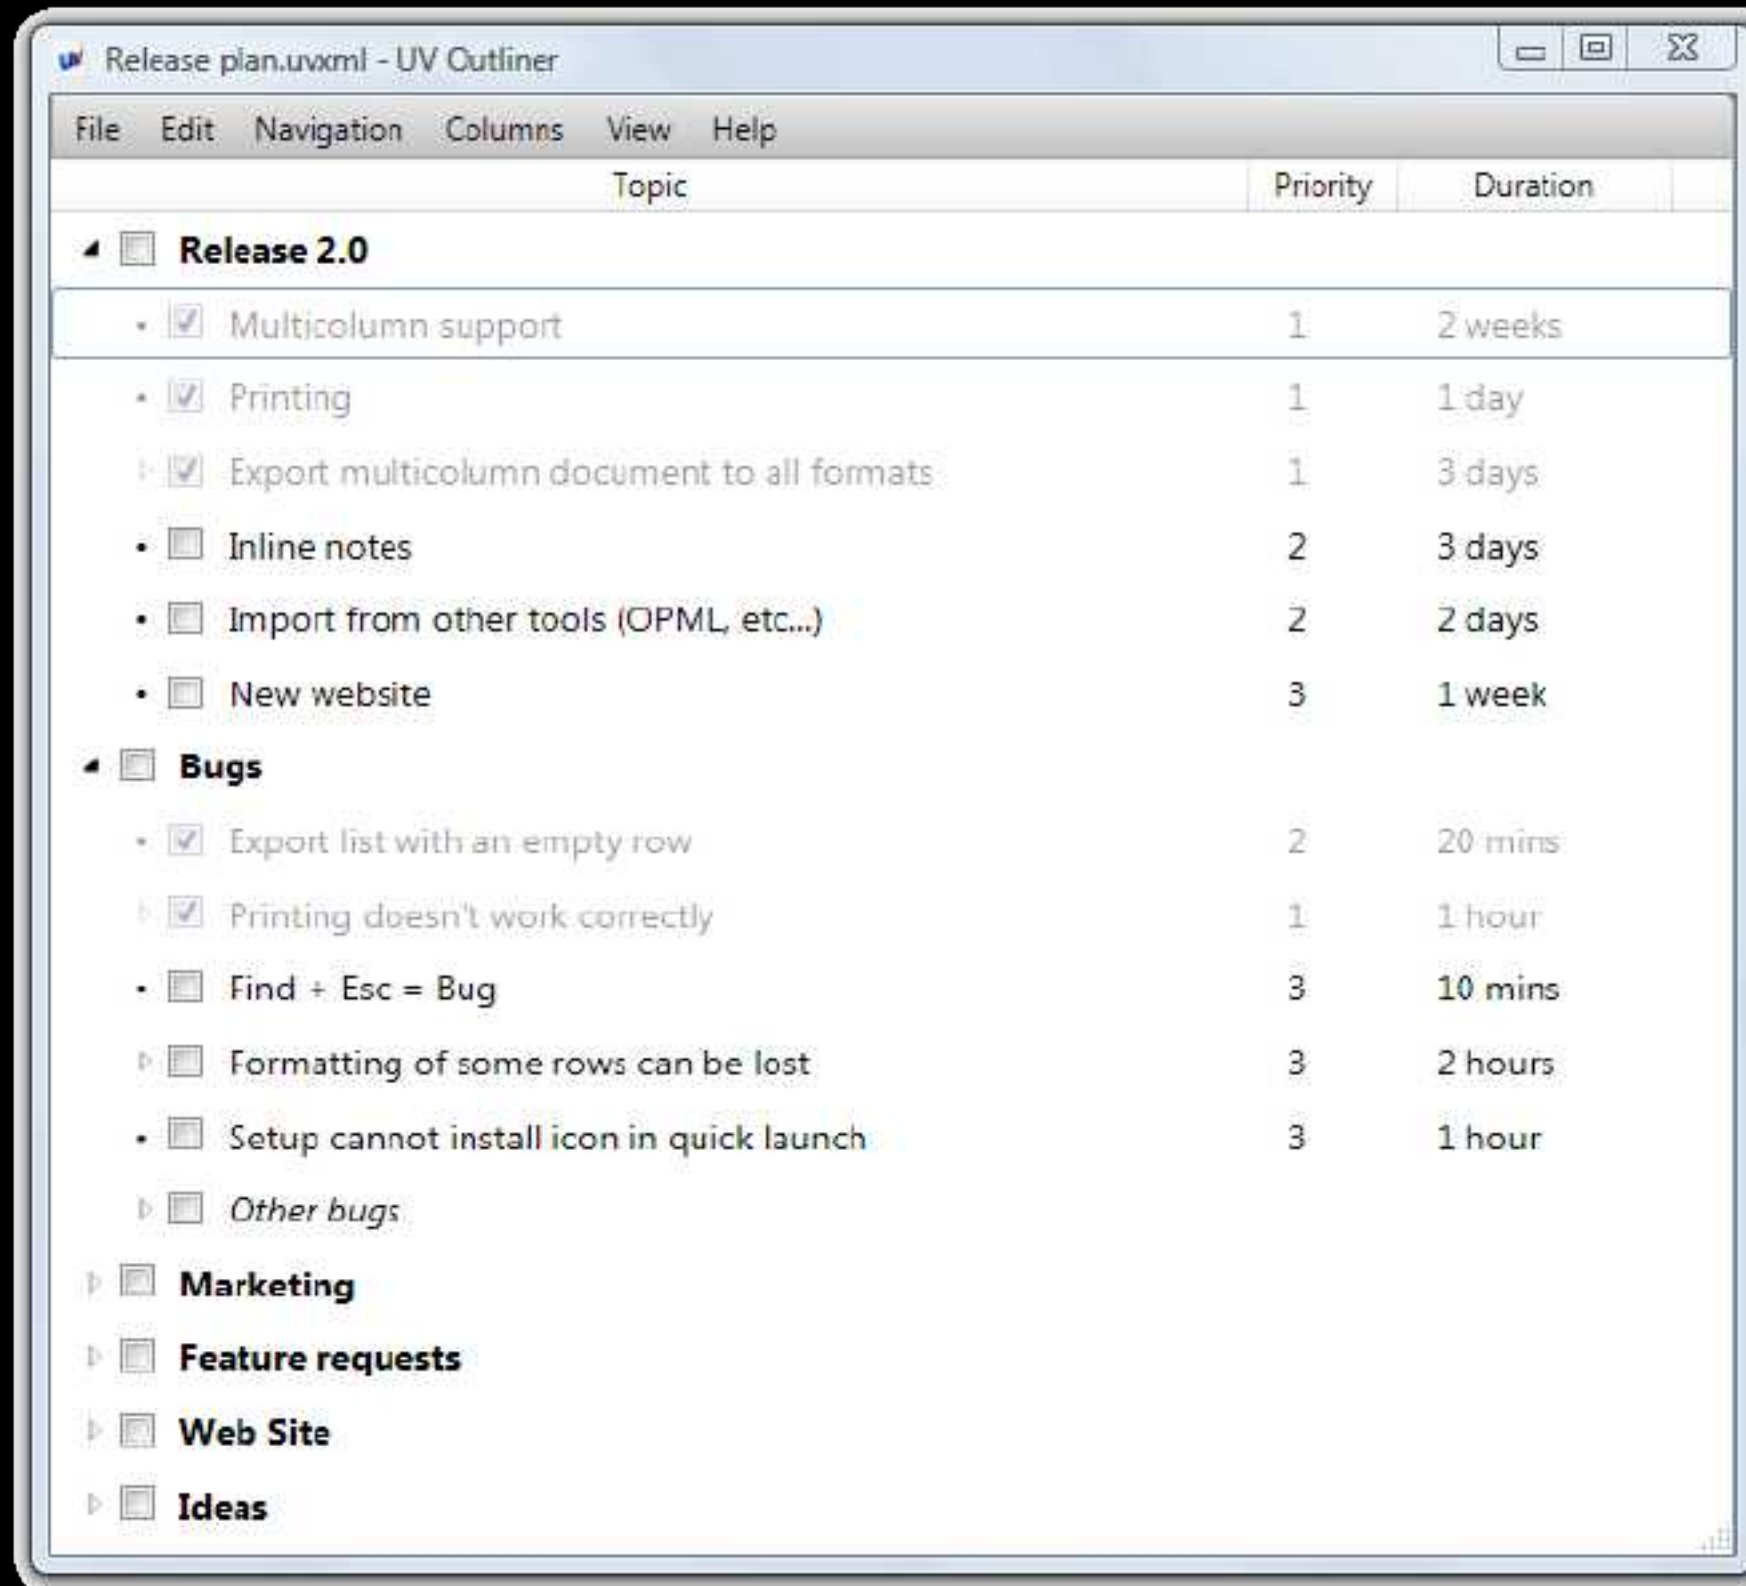 Release plan.uvxml - UV Outliner
File Edit Navigation Columns View Help
Topic Priority Duration
Release 2.0
Multicolumn support 1 2 weeks
Printing 1 1 day
Export multicolumn document to all formats 1 3 days
Inline notes 2 3 days
Import from other tools (OPML, etc...) 2 2 days
New website 3 1 week
Bugs
Export list with an empty row 2 20 mins
Printing doesn't work correctly 1 1 hour
Find + Esc = Bug 3 10 mins
Formatting of some rows can be lost 3 2 hours
Setup cannot install icon in quick launch 3 1 hour
Other bugs
Marketing
Feature requests
Web Site
Ideas